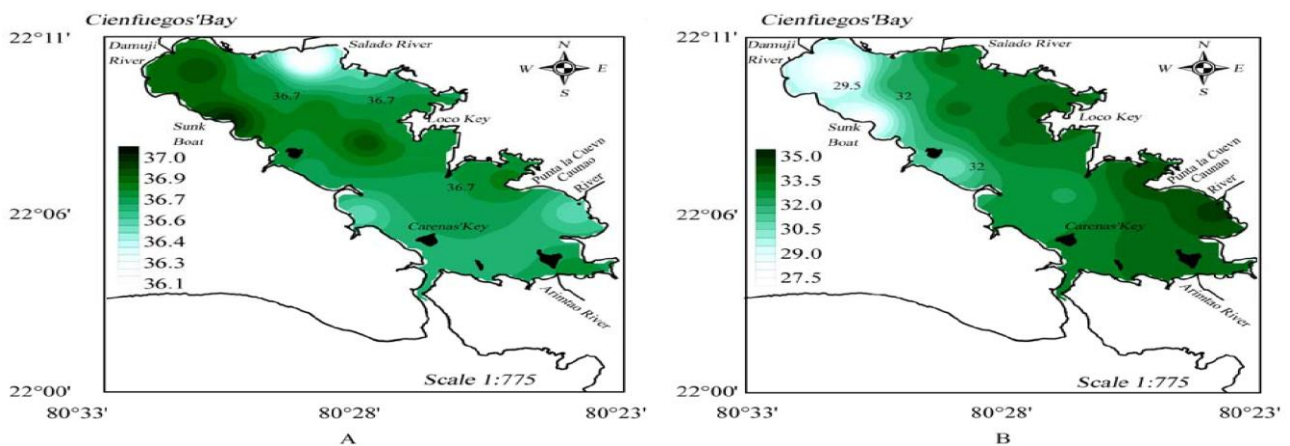 Cienfuegos'Bay
22°11'
Damuji
River
Salado River
N
W E
S
36.7
36.7
Sunk
Boat
Loco Key
37.0
36.9
36.7
36.6
36.4
36.3
36.1
36.7
Punta la Cuevn
Caunao
River
22°06'
Carenas'Key
Arimtao River
Scale 1:775
22°00'
80°33'
80°28'
80°23'
A
Cienfuegos'Bay
22°11'
Damuji
River
Salado River
N
W E
S
29.5
32
Sunk
Boat
Loco Key
32
35.0
33.5
32.0
30.5
29.0
27.5
Punta la Cuevn
Caunao
River
22°06'
Carenas'Key
Arimtao River
Scale 1:775
22°00'
80°33'
80°28'
80°23'
B